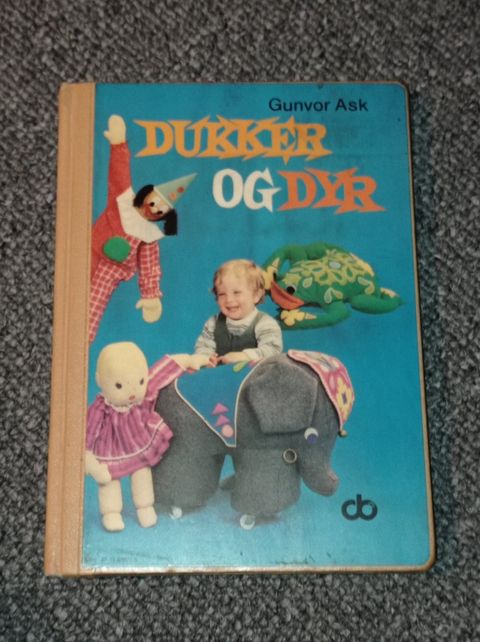 Gunvor Ask
DUKKER
OG DYR
cb